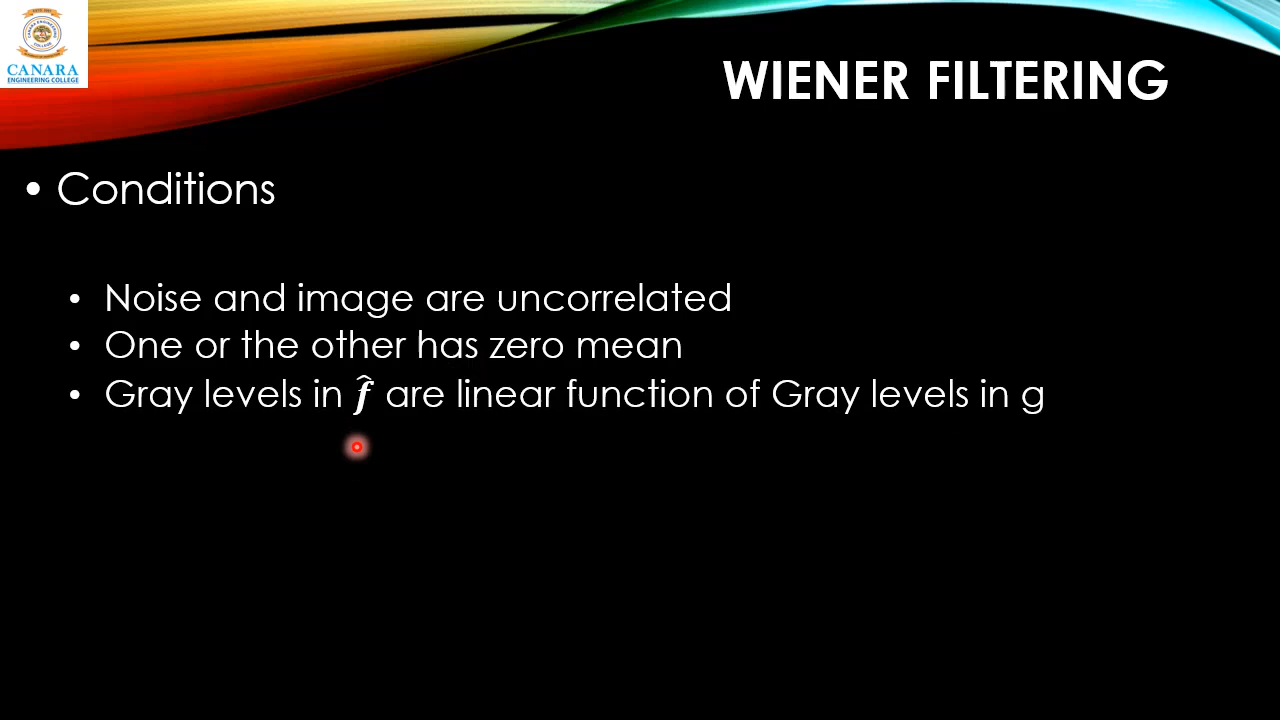 CANARA
ENGINEERING COLLEGE
WIENER FILTERING
• Conditions
• Noise and image are uncorrelated
• One or the other has zero mean
• Gray levels in f̂ are linear function of Gray levels in g